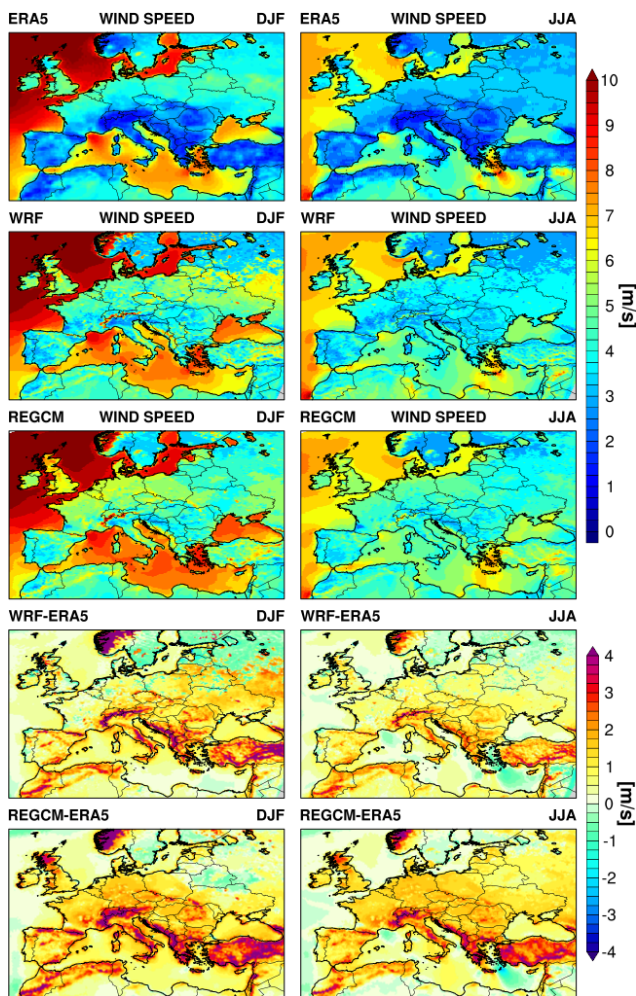 ERA5 WIND SPEED DJF
ERA5 WIND SPEED JJA
WRF WIND SPEED DJF
WRF WIND SPEED JJA
REGCM WIND SPEED DJF
REGCM WIND SPEED JJA
10
9
8
7
6
5
4
3
2
1
0
[m/s]
WRF-ERA5 DJF
WRF-ERA5 JJA
REGCM-ERA5 DJF
REGCM-ERA5 JJA
4
3
2
1
0
-1
-2
-3
-4
[m/s]